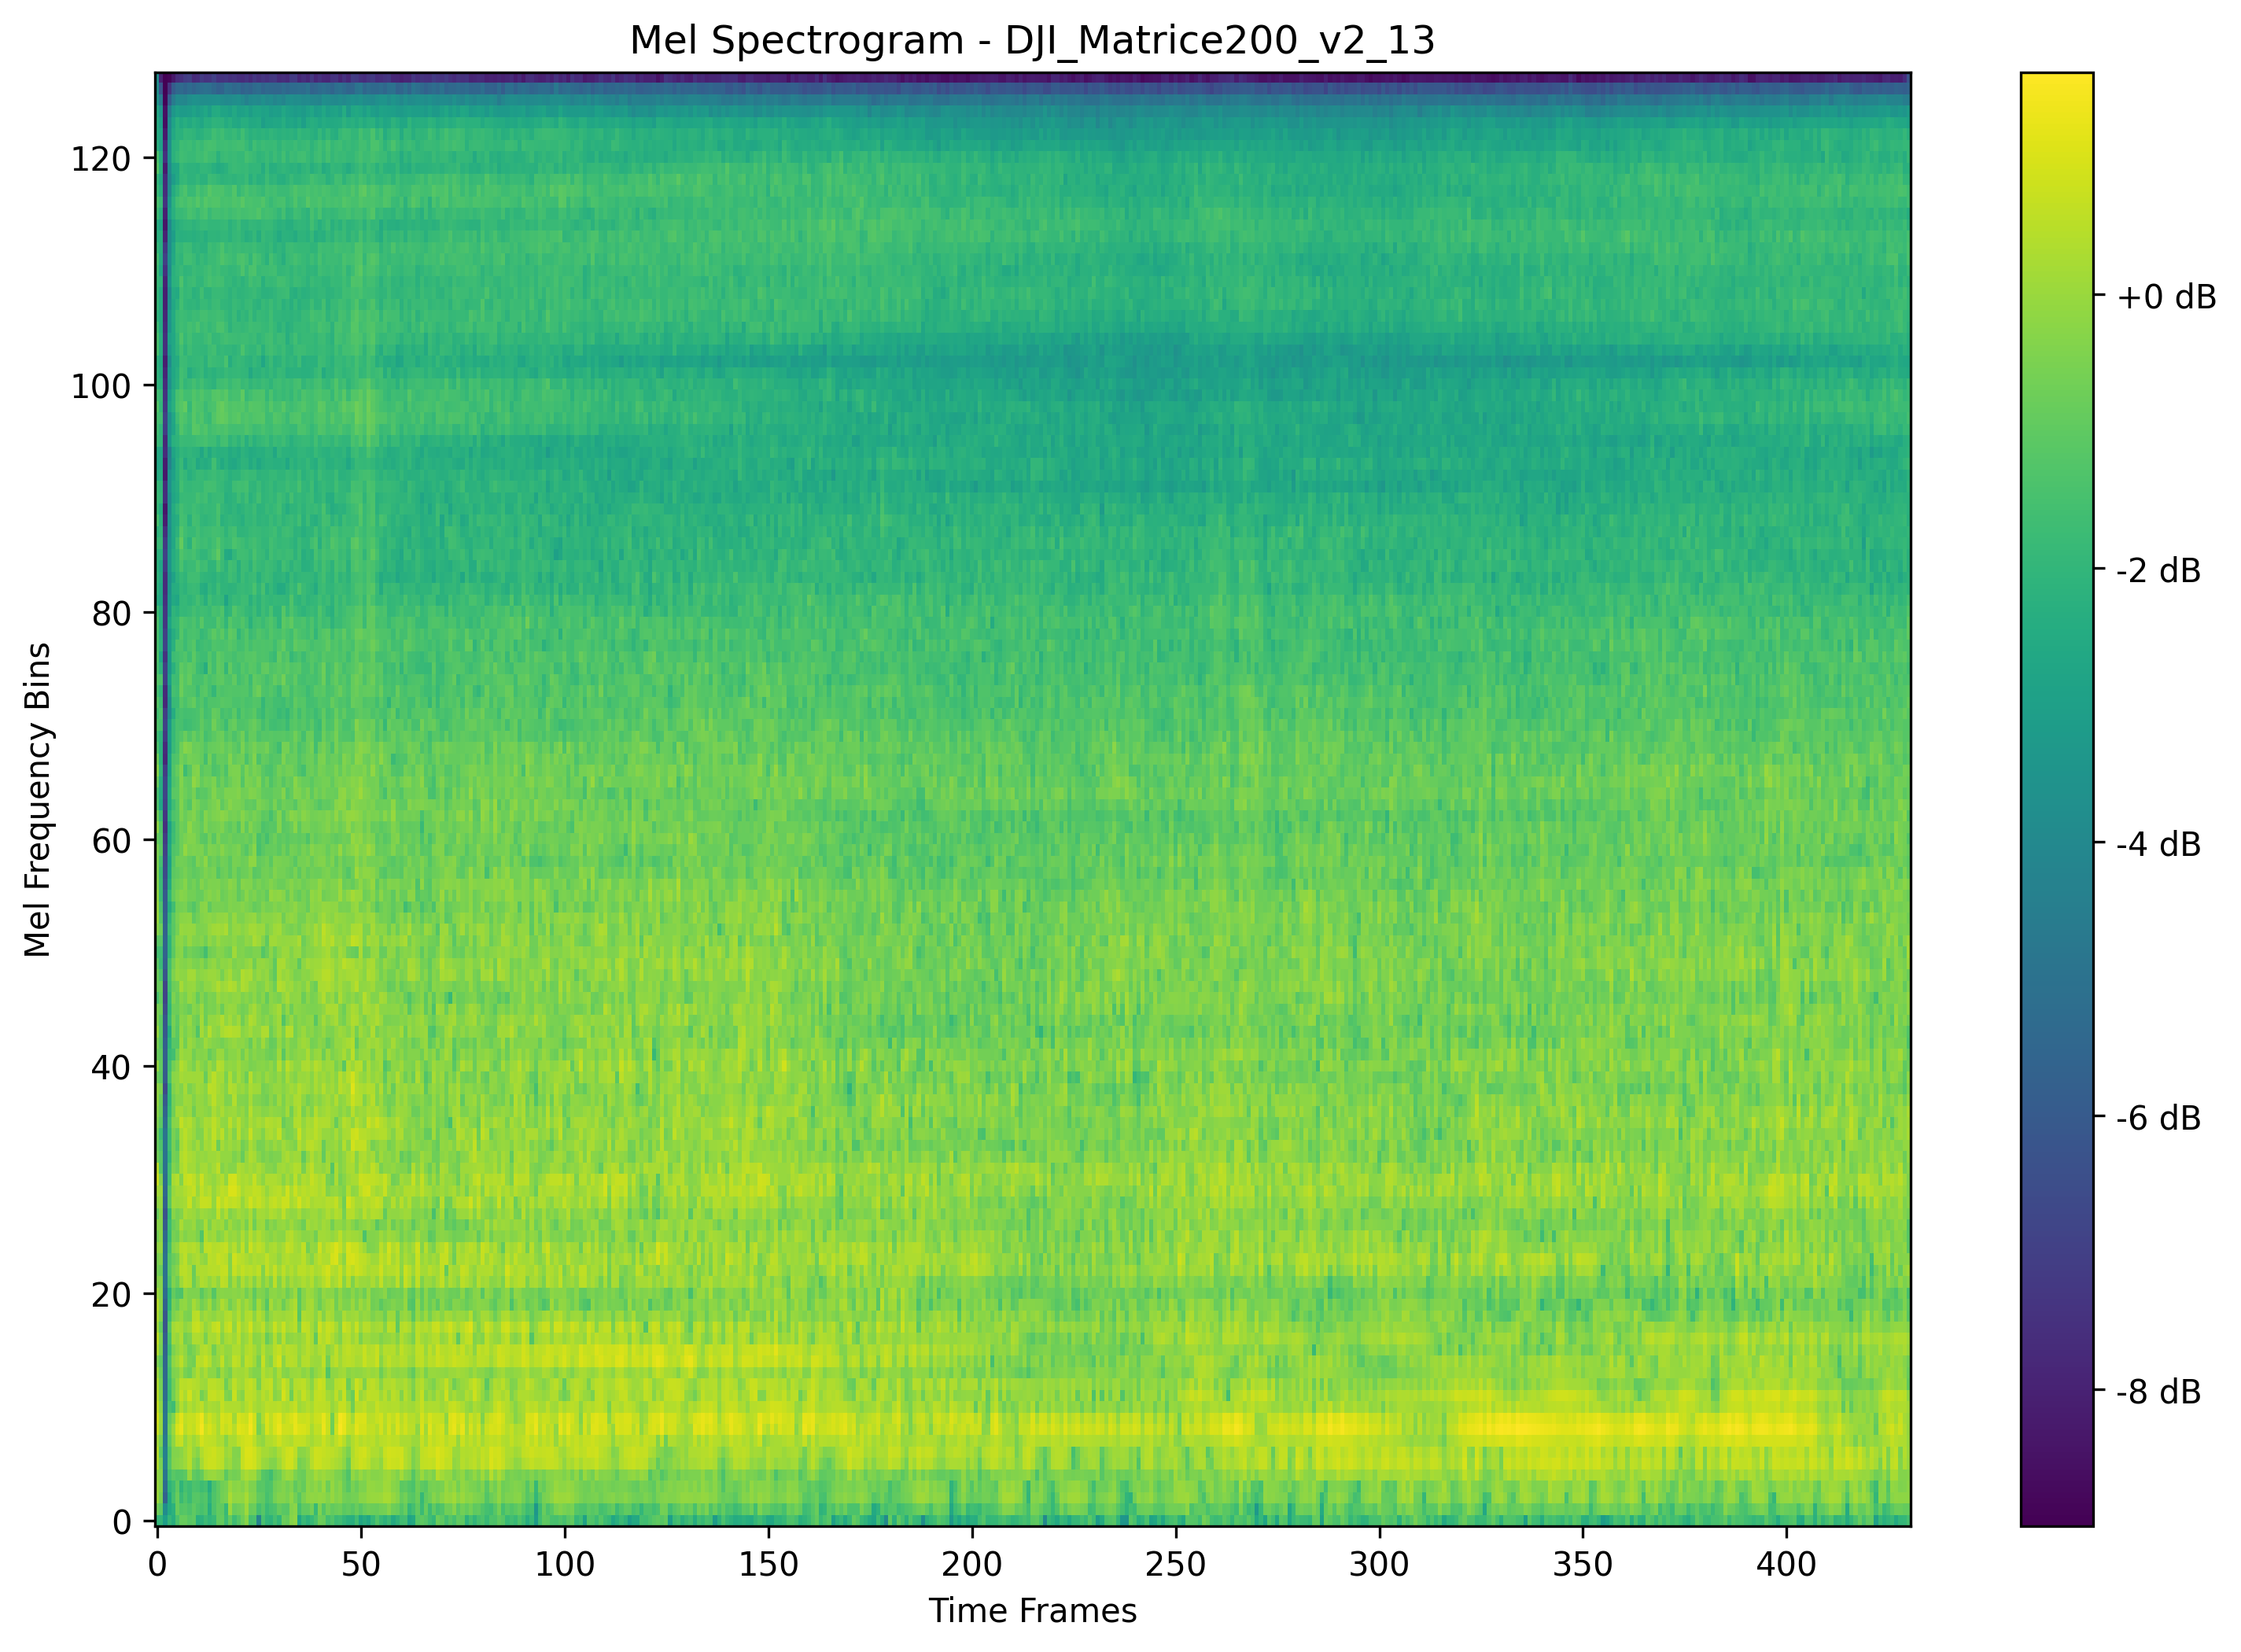 Mel Spectrogram - DJI_Matrice200_v2_13
Mel Frequency Bins
120
100
80
60
40
20
0
0 50 100 150 200 250 300 350 400
Time Frames
+0 dB
-2 dB
-4 dB
-6 dB
-8 dB